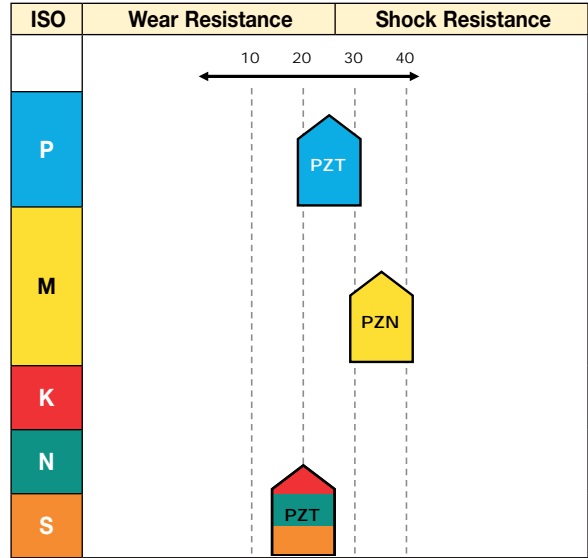 ISO Wear Resistance Shock Resistance
10 20 30 40
P
PZT
M
PZN
K
N
PZT
S